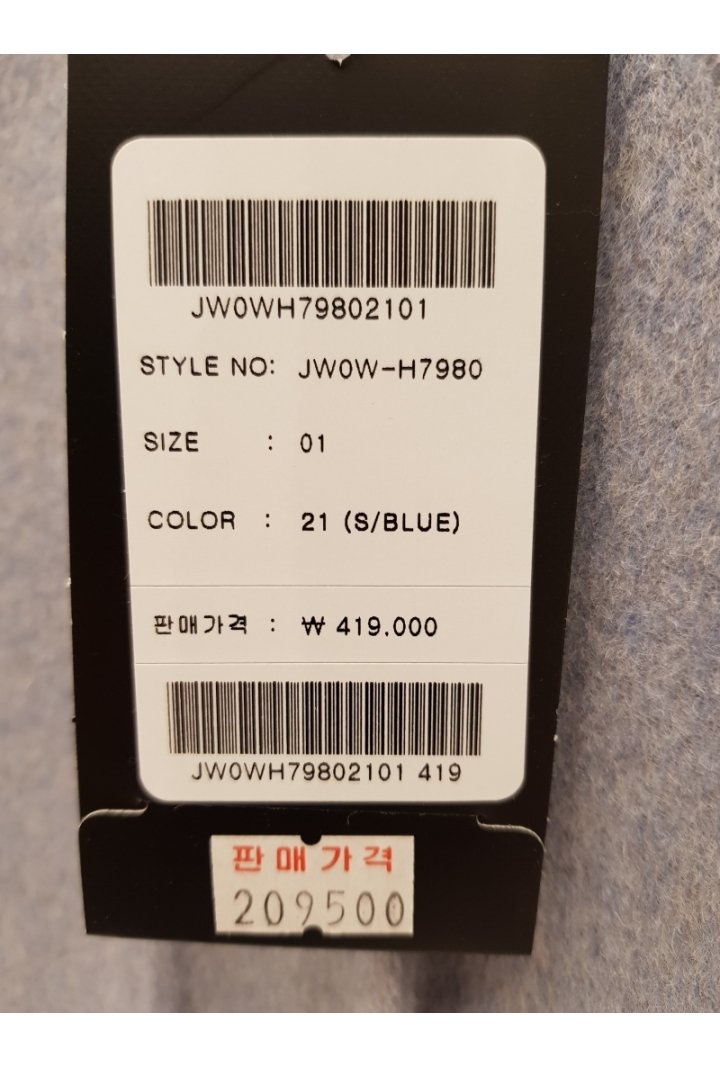 JW0WH79802101
STYLE NO: JW0W-H7980
SIZE : 01
COLOR : 21 (S/BLUE)
판매가격 : ₩ 419.000
JW0WH79802101 419
판매가격
209500